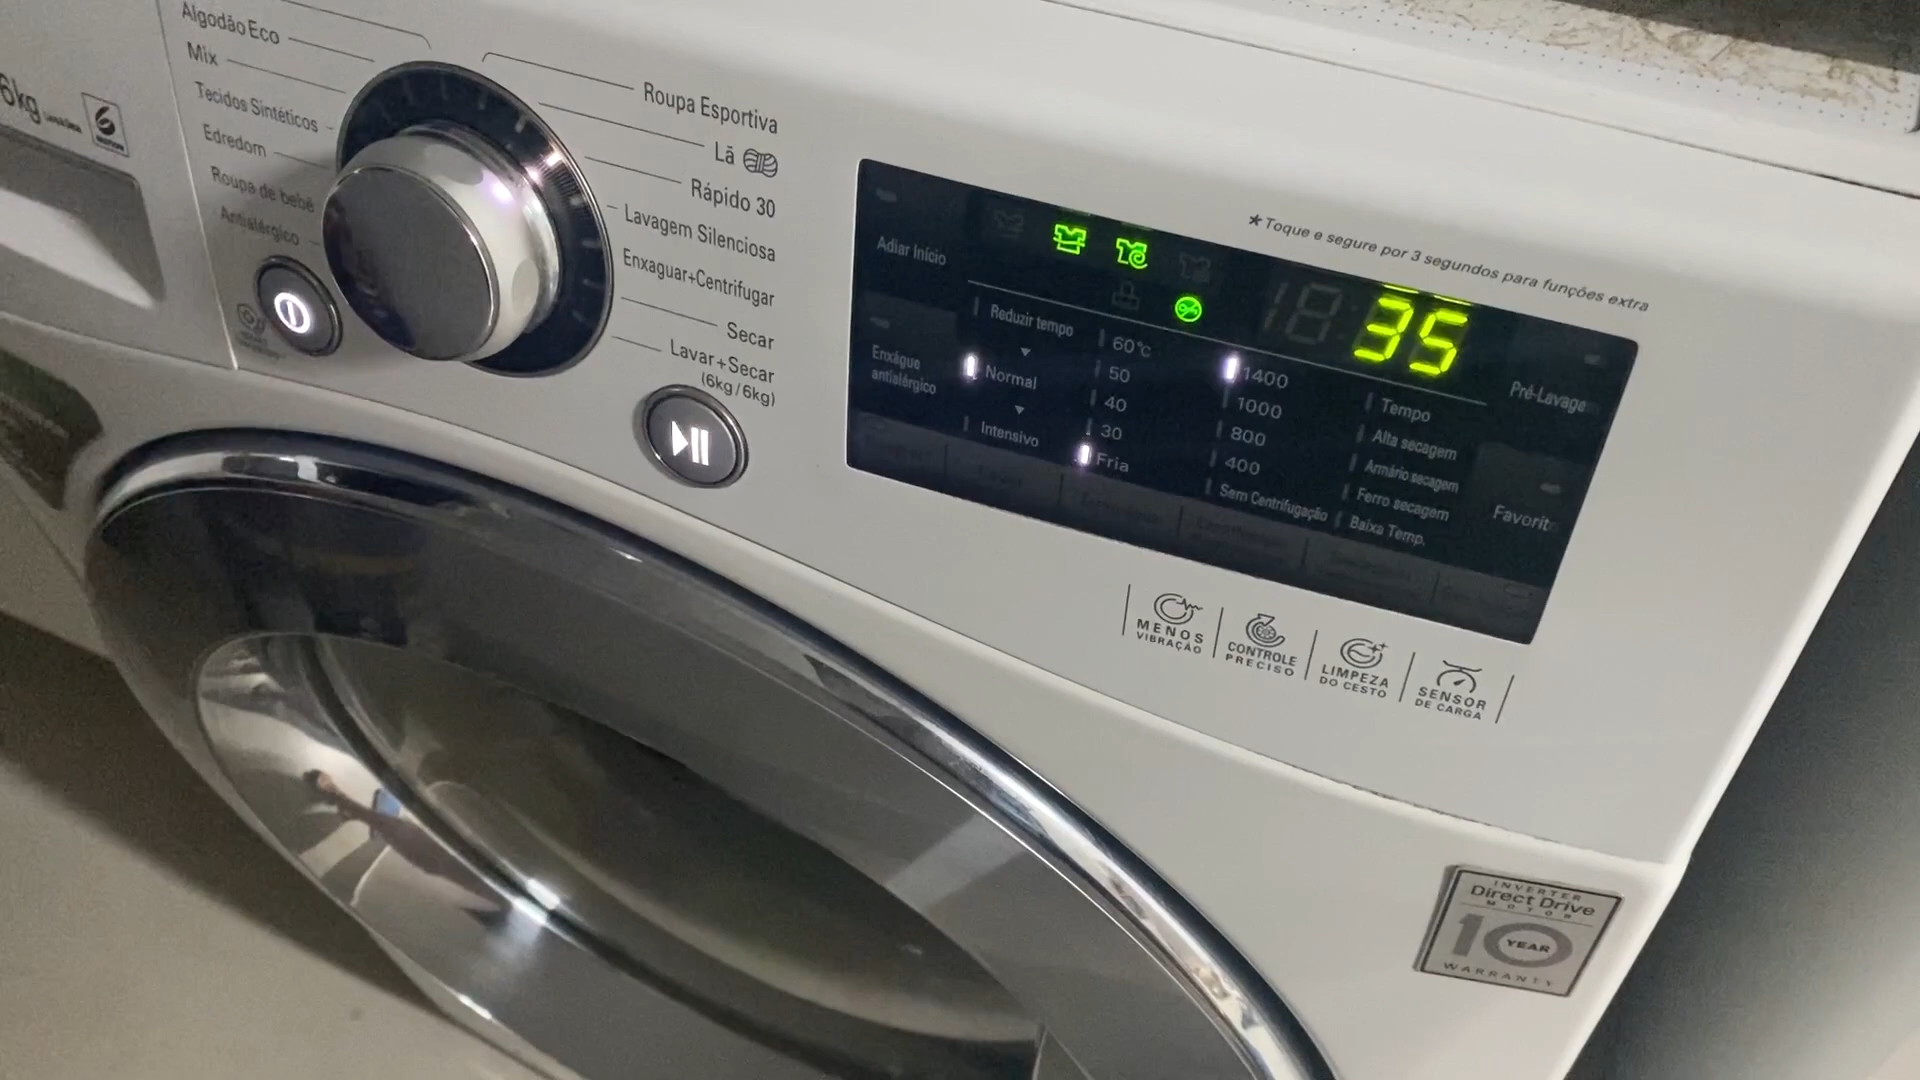 Algodão Eco
Mix
Tecidos Sintéticos
Edredom
Roupa de bebê
Antialérgico
6kg
Roupa Esportiva
Lã
Rápido 30
Lavagem Silenciosa
Enxaguar+Centrifugar
Secar
Lavar+Secar
(6kg/6kg)
*Toque e segure por 3 segundos para funções extra
Adiar Início
Enxágue
antialérgico
Reduzir tempo
Normal
Intensivo
60℃
50
40
30
Fria
1400
1000
800
400
Sem Centrifugação
18:35
Tempo
Alta secagem
Armário secagem
Ferro secagem
Baixa Temp.
Pré-Lavagem
Favorit
MENOS
VIBRAÇÃO
CONTROLE
PRECISO
LIMPEZA
DO CESTO
SENSOR
DE CARGA
INVERTER
Direct Drive
MOTOR
10 YEAR
WARRANTY